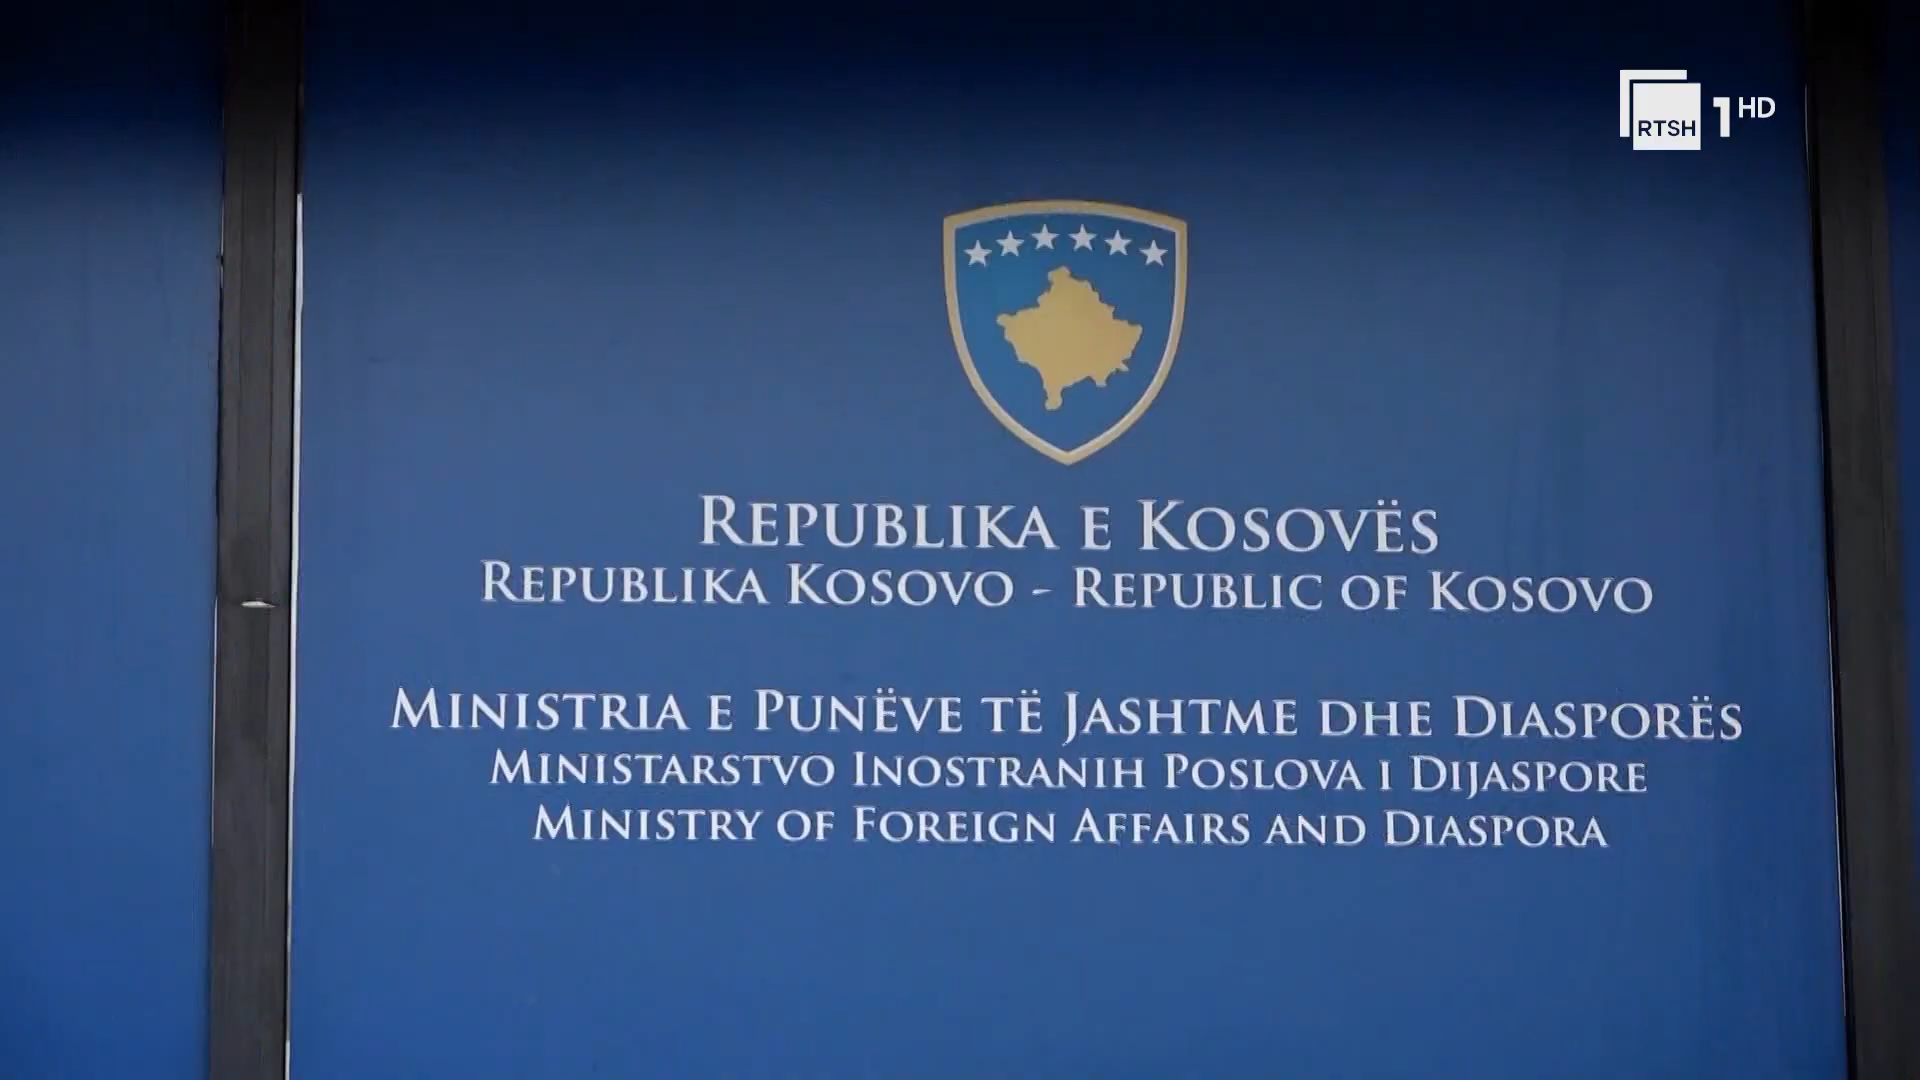 RTSH 1 HD
REPUBLIKA E KOSOVËS
REPUBLIKA KOSOVO - REPUBLIC OF KOSOVO
MINISTRIA E PUNËVE TË JASHTME DHE DIASPORËS
MINISTARSTVO INOSTRANIH POSLOVA I DIJASPORE
MINISTRY OF FOREIGN AFFAIRS AND DIASPORA